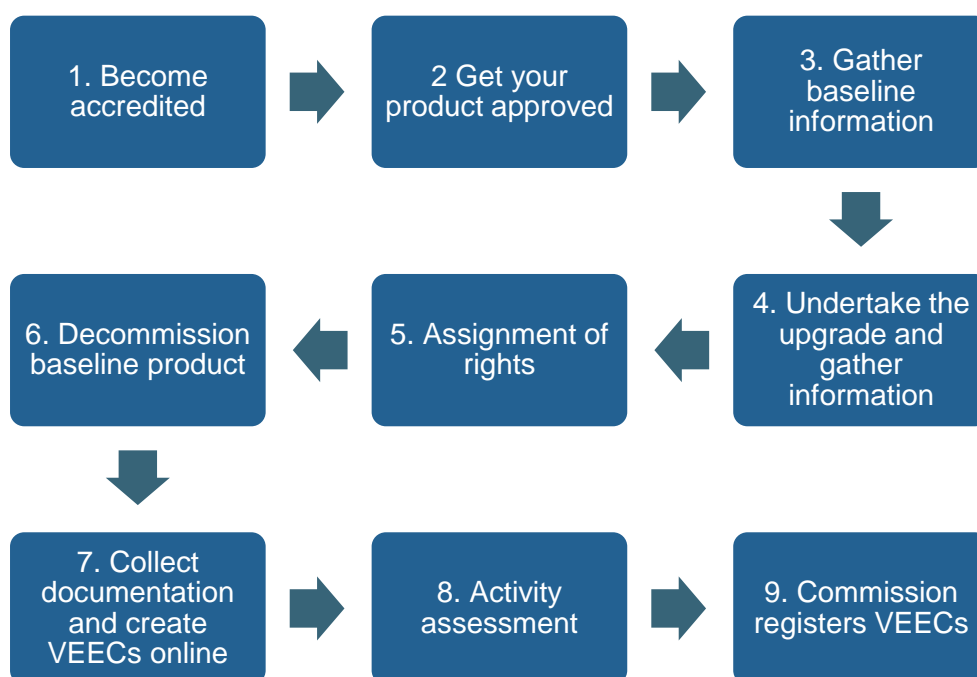 1. Become
accredited
2 Get your
product approved
3. Gather
baseline
information
4. Undertake the
upgrade and
gather
information
5. Assignment of
rights
6. Decommission
baseline product
7. Collect
documentation
and create
VEECs online
8. Activity
assessment
9. Commission
registers VEECs